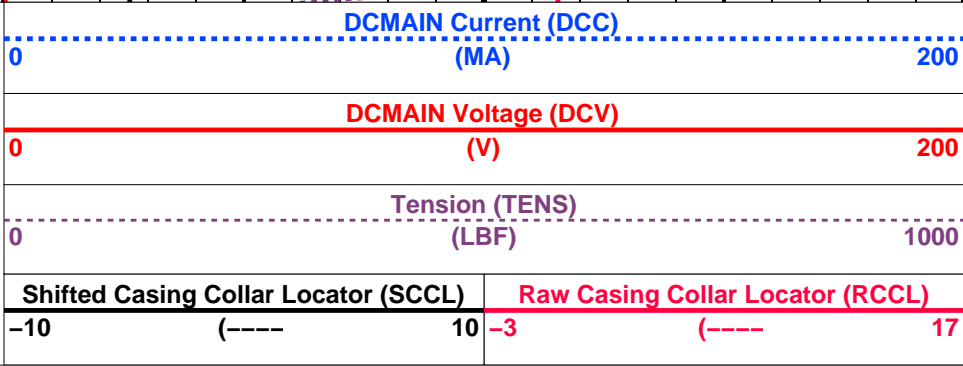 DCMAIN Current (DCC)
0 (MA) 200
DCMAIN Voltage (DCV)
0 (V) 200
Tension (TENS)
0 (LBF) 1000
Shifted Casing Collar Locator (SCCL) Raw Casing Collar Locator (RCCL)
−10 (−−−− 10 −3 (−−−− 17